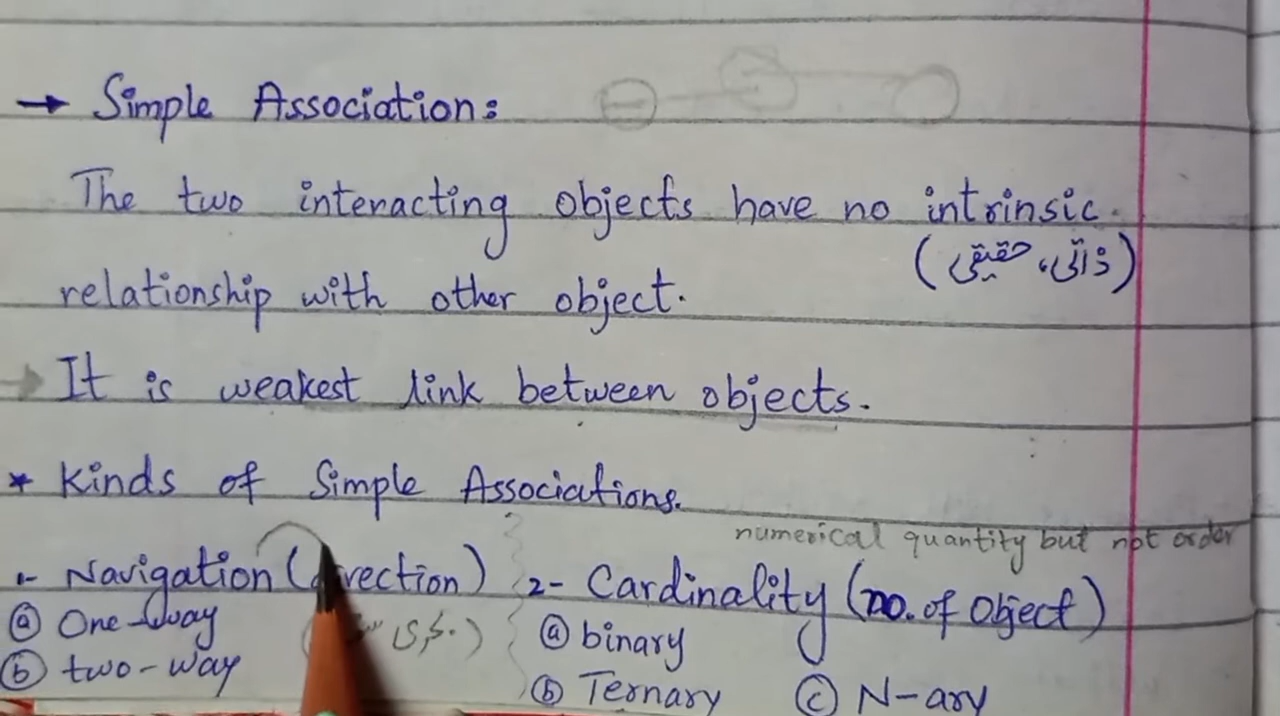 → Simple Association:
The two interacting objects have no intrinsic.
(ذاتی، حقیقی)
relationship with other object.
→ It is weakest link between objects.
* Kinds of Simple Associations.
numerical quantity but not order
1- Navigation (direction) 2- Cardinality (no. of Object)
ⓐ One-way ⓐ binary
ⓑ two-way ⓑ Ternary ⓒ N-ary